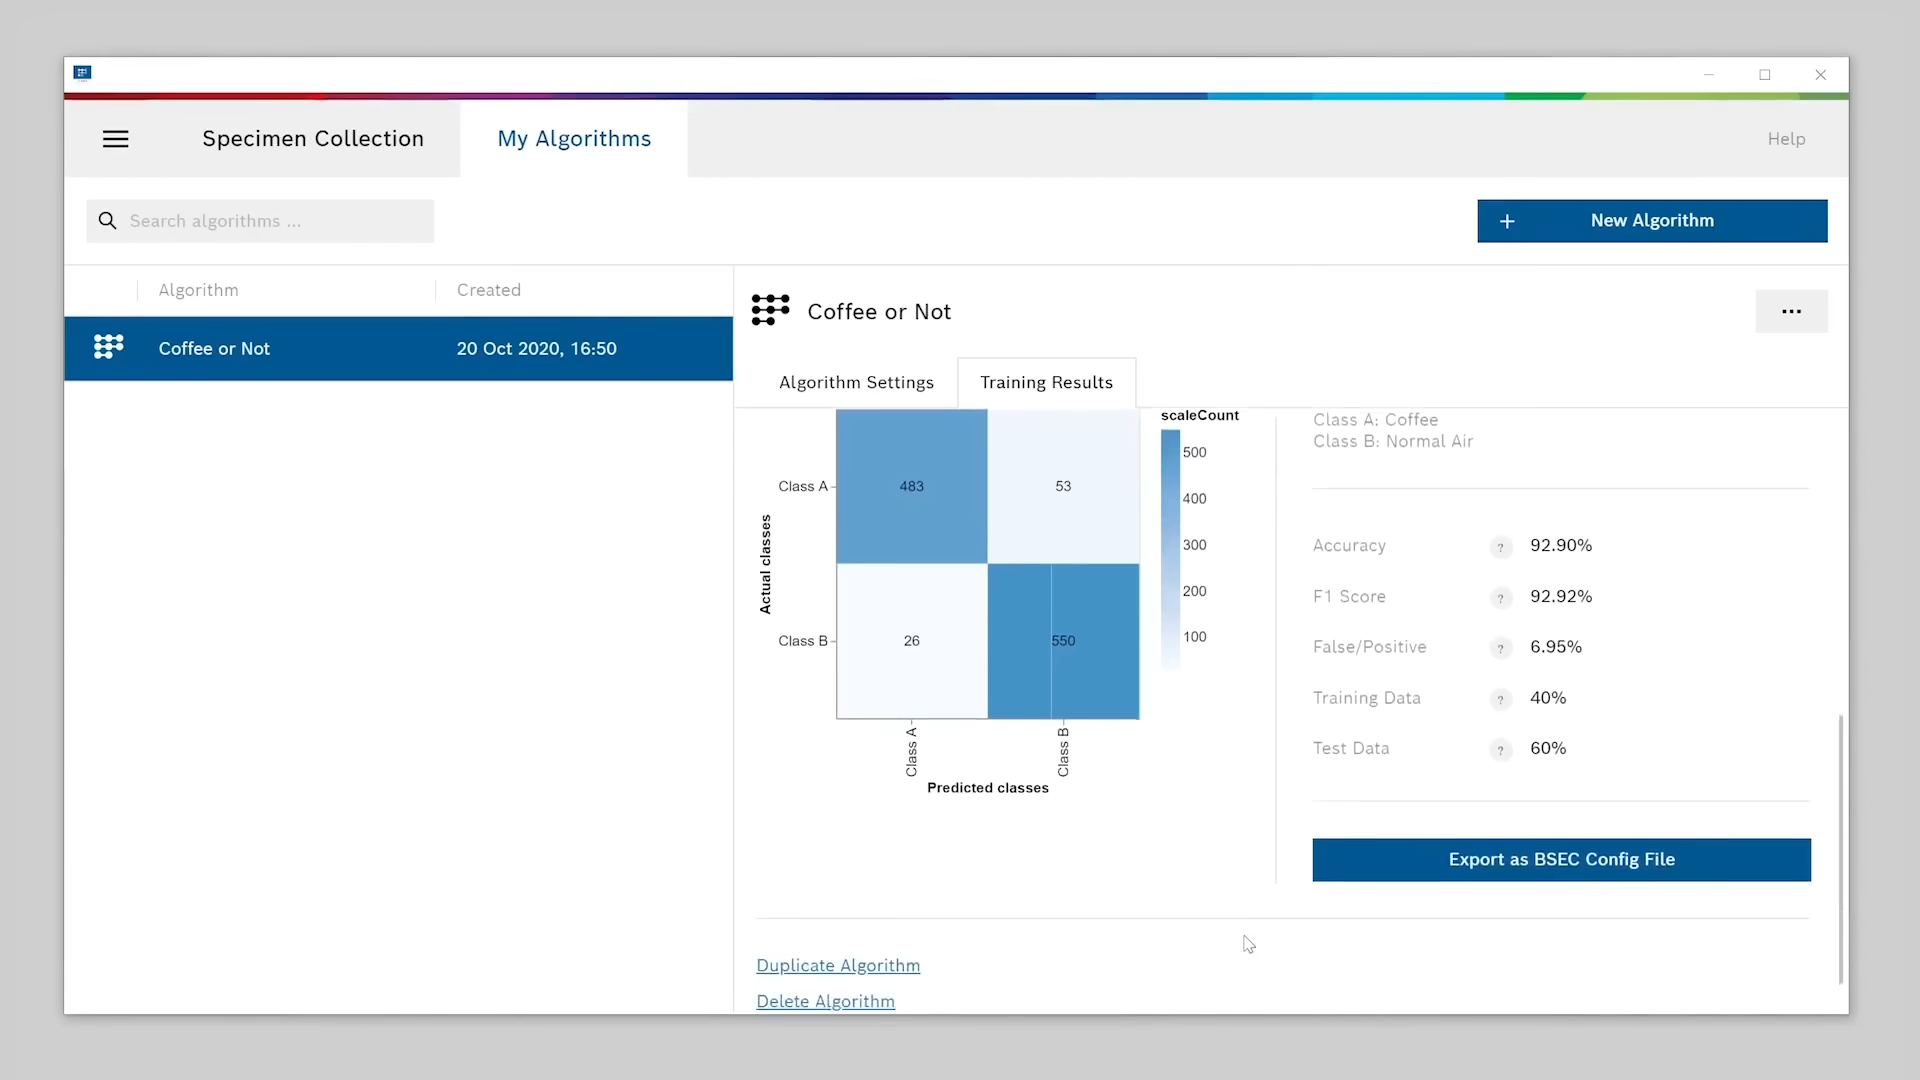 Specimen Collection
My Algorithms
Help
Search algorithms ...
+ New Algorithm
Algorithm
Created
Coffee or Not
20 Oct 2020, 16:50
Coffee or Not
...
Algorithm Settings
Training Results
Actual classes
Class A
483
53
Class B
26
550
Class A
Class B
Predicted classes
scaleCount
500
400
300
200
100
Class A: Coffee
Class B: Normal Air
Accuracy ? 92.90%
F1 Score ? 92.92%
False/Positive ? 6.95%
Training Data ? 40%
Test Data ? 60%
Export as BSEC Config File
Duplicate Algorithm
Delete Algorithm